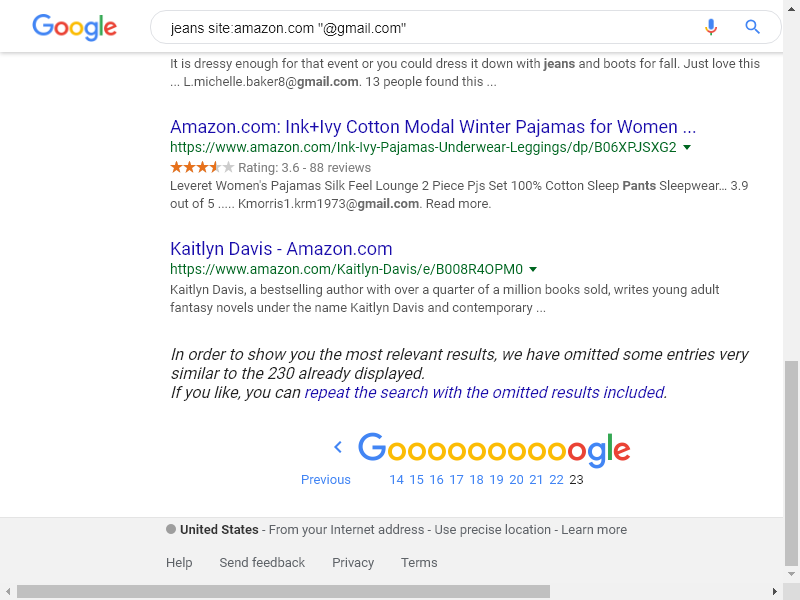 Google
jeans site:amazon.com "@gmail.com"
It is dressy enough for that event or you could dress it down with jeans and boots for fall. Just love this
... L.michelle.baker8@gmail.com. 13 people found this ...
Amazon.com: Ink+Ivy Cotton Modal Winter Pajamas for Women ...
https://www.amazon.com/Ink-Ivy-Pajamas-Underwear-Leggings/dp/B06XPJSXG2
Rating: 3.6 - 88 reviews
Leveret Women's Pajamas Silk Feel Lounge 2 Piece Pjs Set 100% Cotton Sleep Pants Sleepwear... 3.9
out of 5 ..... Kmorris1.krm1973@gmail.com. Read more.
Kaitlyn Davis - Amazon.com
https://www.amazon.com/Kaitlyn-Davis/e/B008R4OPM0
Kaitlyn Davis, a bestselling author with over a quarter of a million books sold, writes young adult
fantasy novels under the name Kaitlyn Davis and contemporary ...
In order to show you the most relevant results, we have omitted some entries very
similar to the 230 already displayed.
If you like, you can repeat the search with the omitted results included.
Goooooooooogle
Previous 14 15 16 17 18 19 20 21 22 23
United States - From your Internet address - Use precise location - Learn more
Help Send feedback Privacy Terms